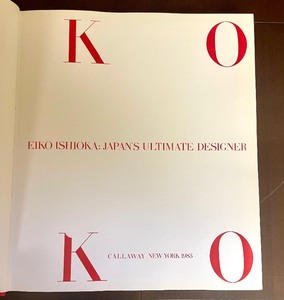 K O
EIKO ISHIOKA: JAPAN'S ULTIMATE DESIGNER
K O
CALLAWAY NEW YORK 1983